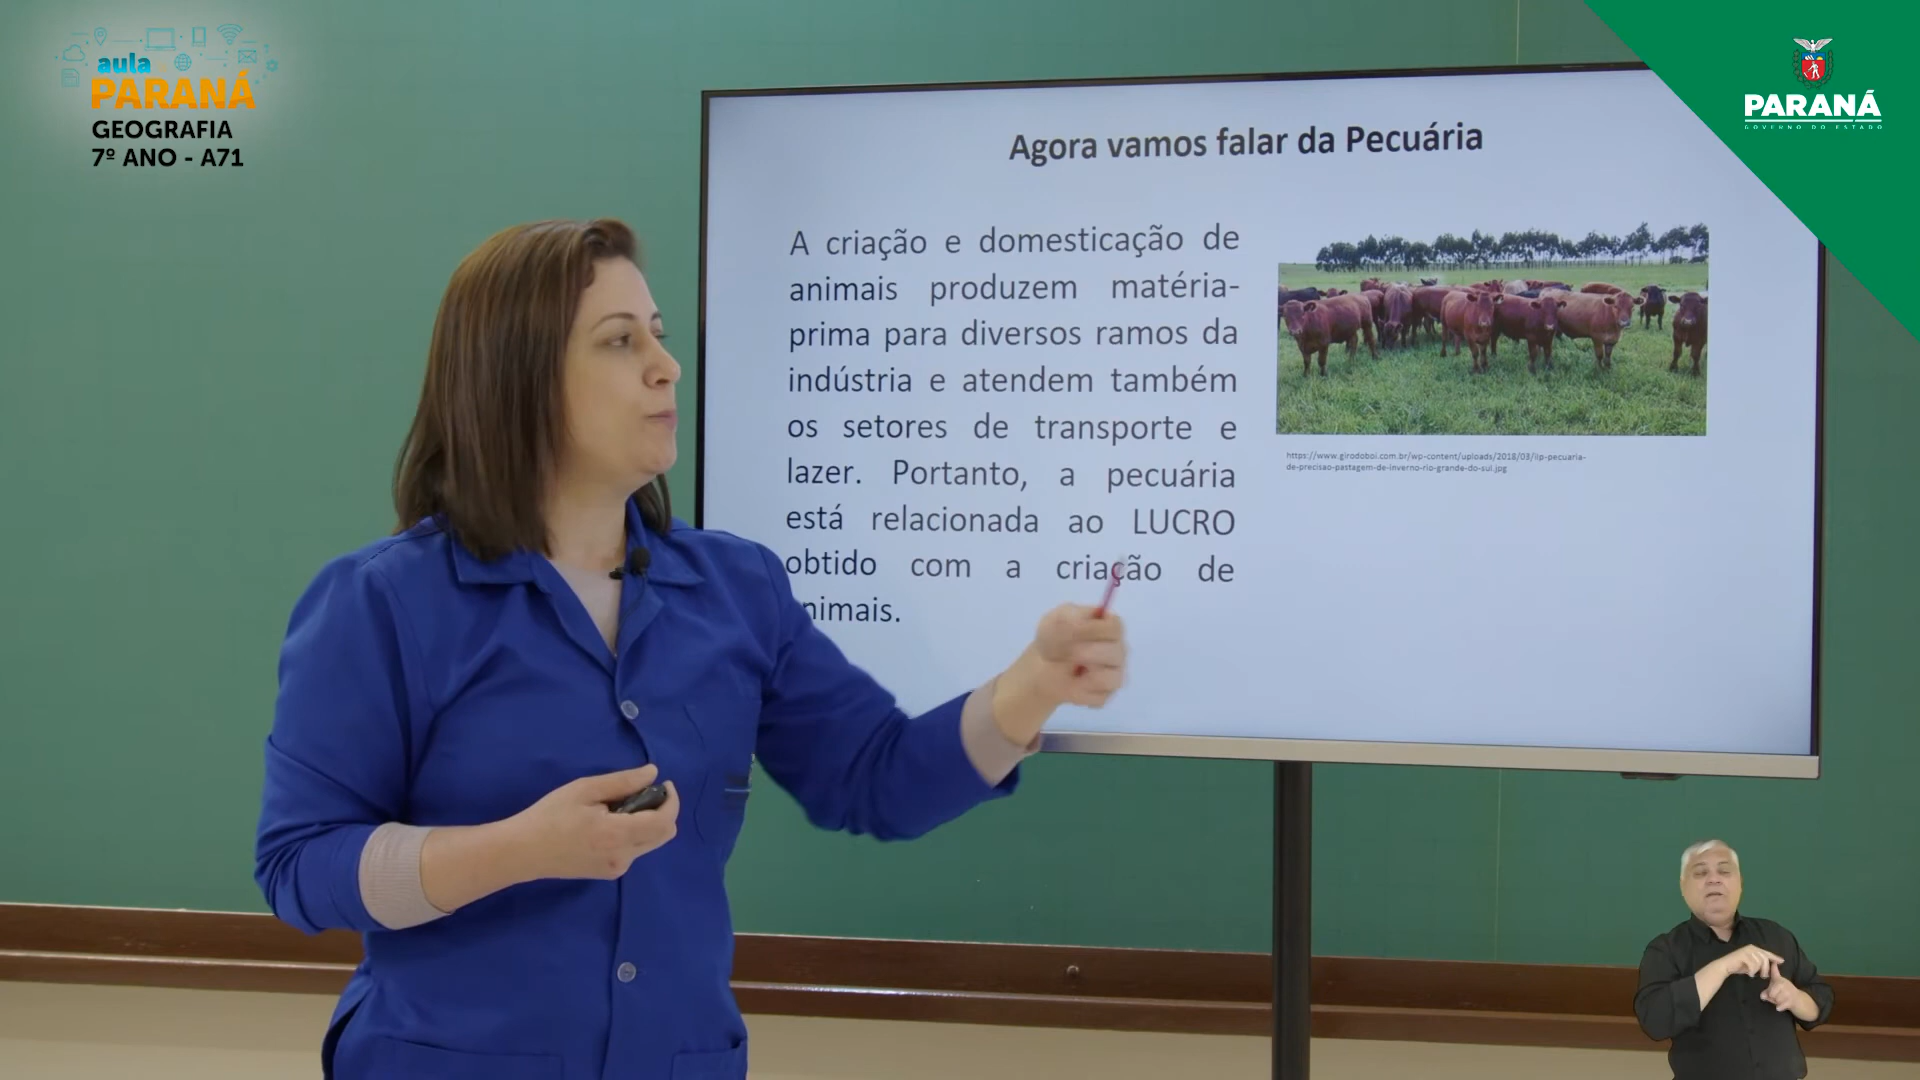 aula
PARANÁ
GEOGRAFIA
7º ANO - A71
PARANÁ
GOVERNO DO ESTADO
Agora vamos falar da Pecuária
A criação e domesticação de
animais produzem matéria-
prima para diversos ramos da
indústria e atendem também
os setores de transporte e
lazer. Portanto, a pecuária
está relacionada ao LUCRO
obtido com a criação de
nimais.
https://www.girodoboi.com.br/wp-content/uploads/2018/03/ilp-pecuaria-
de-precisao-pastagem-de-inverno-rio-grande-do-sul.jpg